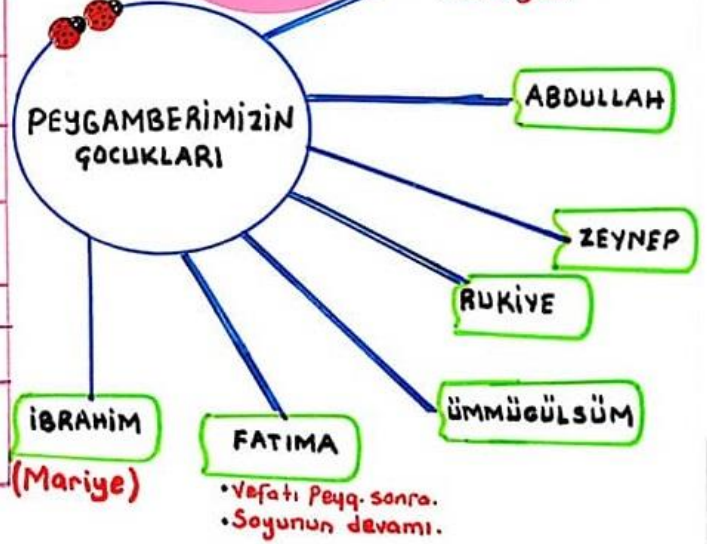 PEYGAMBERİMİZİN
ÇOCUKLARI
ABDULLAH
ZEYNEP
RUKİYE
ÜMMÜGÜLSÜM
FATIMA
• Vefatı Peyg. sonra.
• Soyunun devamı.
İBRAHİM
(Mariye)